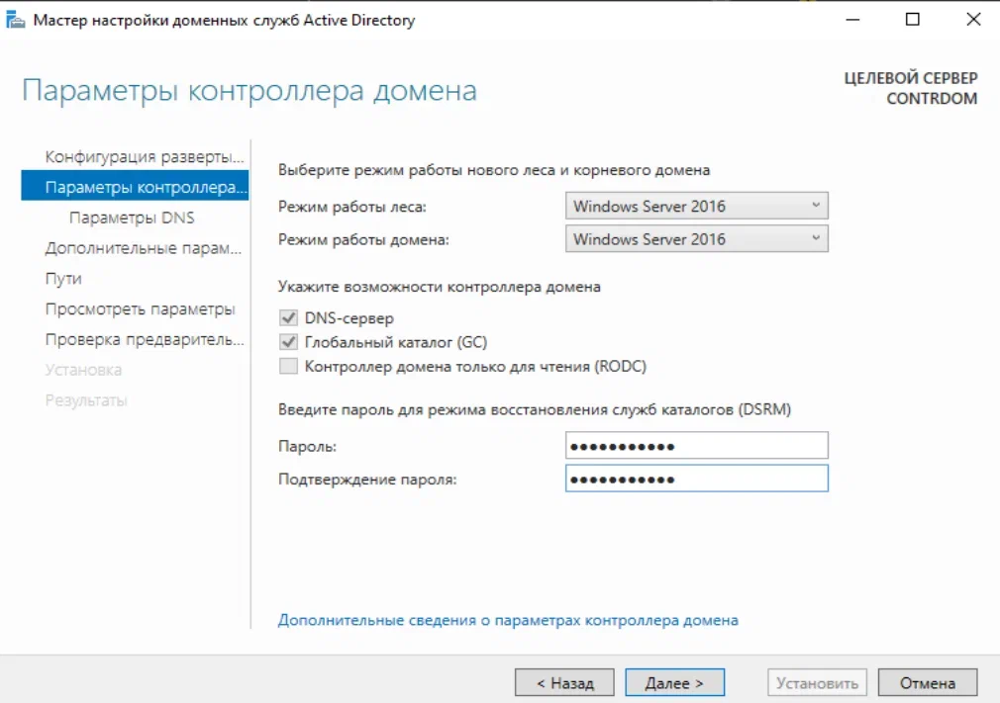 Мастер настройки доменных служб Active Directory
Параметры контроллера домена
ЦЕЛЕВОЙ СЕРВЕР
CONTRDOM
Конфигурация разверты...
Параметры контроллера...
Параметры DNS
Дополнительные парам...
Пути
Просмотреть параметры
Проверка предваритель...
Установка
Результаты
Выберите режим работы нового леса и корневого домена
Режим работы леса: Windows Server 2016
Режим работы домена: Windows Server 2016
Укажите возможности контроллера домена
DNS-сервер
Глобальный каталог (GC)
Контроллер домена только для чтения (RODC)
Введите пароль для режима восстановления служб каталогов (DSRM)
Пароль: ●●●●●●●●●●●
Подтверждение пароля: ●●●●●●●●●●●
Дополнительные сведения о параметрах контроллера домена
< Назад Далее > Установить Отмена